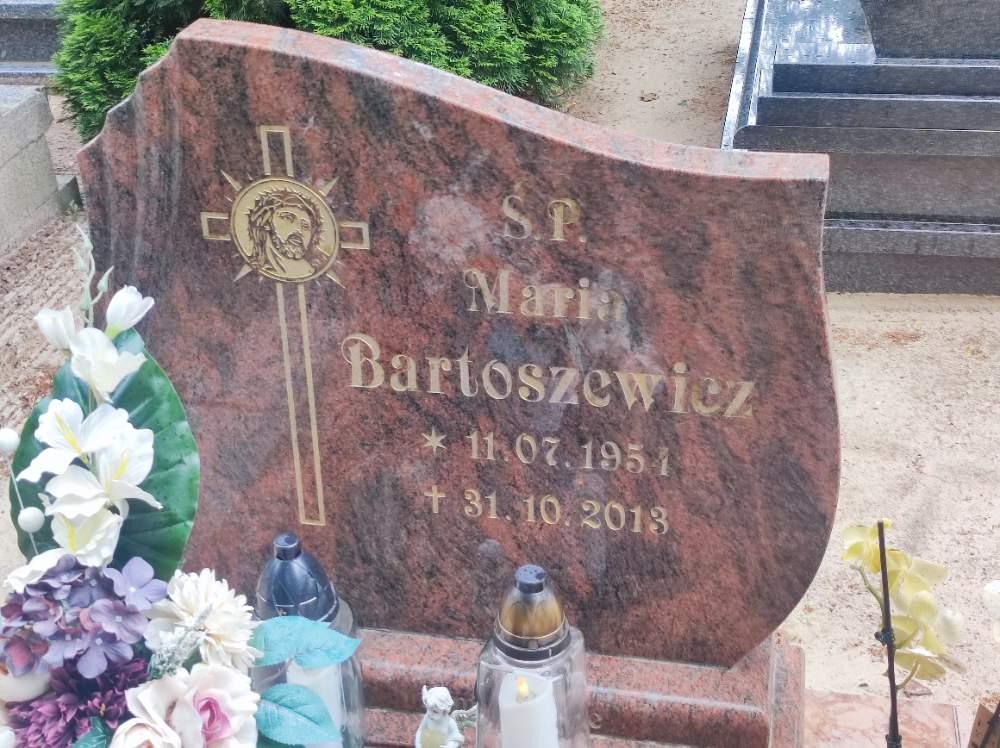 Ś.P.
Maria
Bartoszewicz
* 11.07.1954
† 31.10.2013